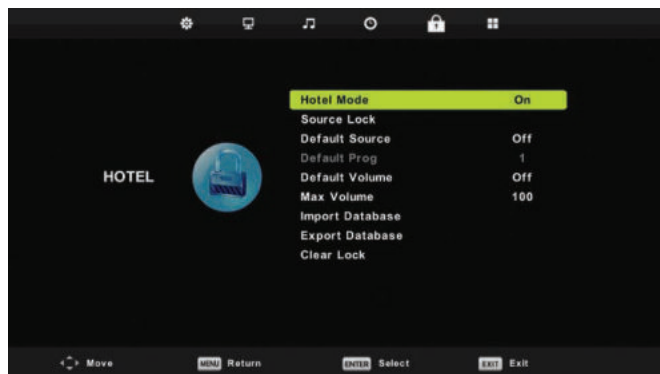 Hotel Mode On
Source Lock
Default Source Off
Default Prog 1
HOTEL
Default Volume Off
Max Volume 100
Import Database
Export Database
Clear Lock
Move MENU Return ENTER Select EXIT Exit